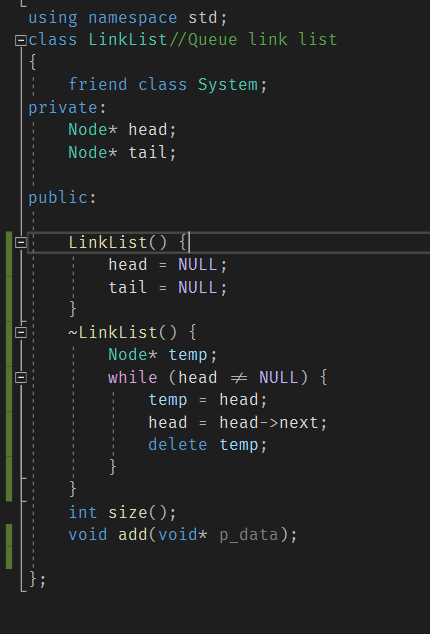 using namespace std;
class LinkList//Queue link list
{
    friend class System;
private:
    Node* head;
    Node* tail;
public:
    LinkList() {
        head = NULL;
        tail = NULL;
    }
    ~LinkList() {
        Node* temp;
        while (head ≠ NULL) {
            temp = head;
            head = head->next;
            delete temp;
        }
    }
    int size();
    void add(void* p_data);
};